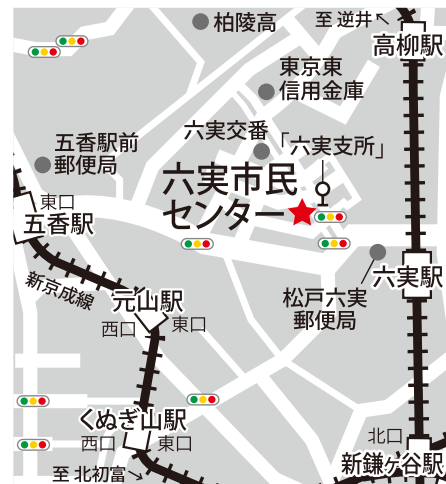 柏陵高
至 逆井
高柳駅
東京東
信用金庫
六実交番
「六実支所」
五香駅前
郵便局
六実市民
センター
東口
五香駅
新京成線
元山駅
西口
東口
六実駅
松戸六実
郵便局
くぬぎ山駅
西口
東口
北口
新鎌ヶ谷駅
至 北初富